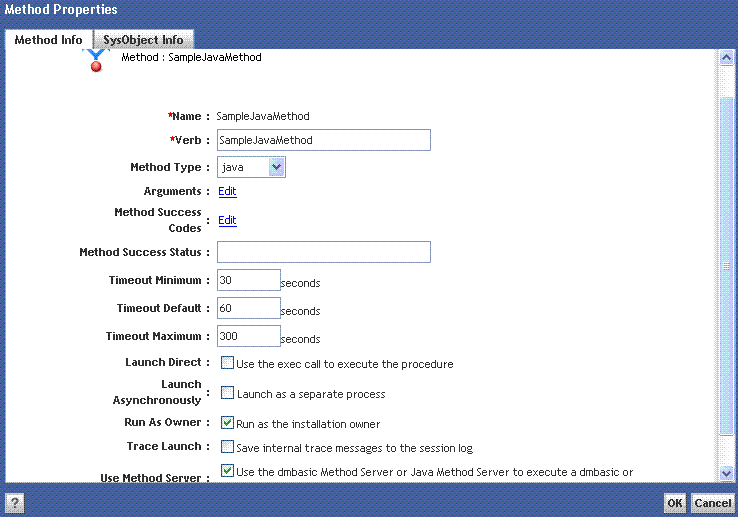 Method Properties
Method Info SysObject Info
Method : SampleJavaMethod
*Name : SampleJavaMethod
*Verb : SampleJavaMethod
Method Type : java
Arguments : Edit
Method Success Codes : Edit
Method Success Status :
Timeout Minimum : 30 seconds
Timeout Default : 60 seconds
Timeout Maximum : 300 seconds
Launch Direct : Use the exec call to execute the procedure
Launch Asynchronously : Launch as a separate process
Run As Owner : Run as the installation owner
Trace Launch : Save internal trace messages to the session log
Use Method Server : Use the dmbasic Method Server or Java Method Server to execute a dmbasic or
? OK Cancel